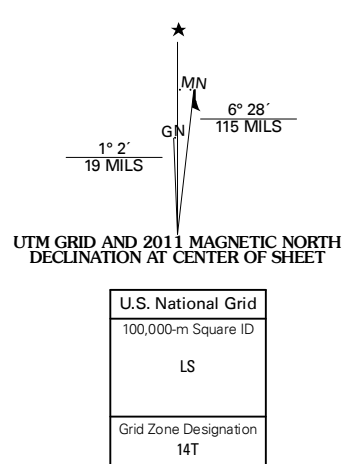 ★
MN
GN
6° 28´
115 MILS
1° 2´
19 MILS
UTM GRID AND 2011 MAGNETIC NORTH
DECLINATION AT CENTER OF SHEET
U.S. National Grid
100,000-m Square ID
LS
Grid Zone Designation
14T